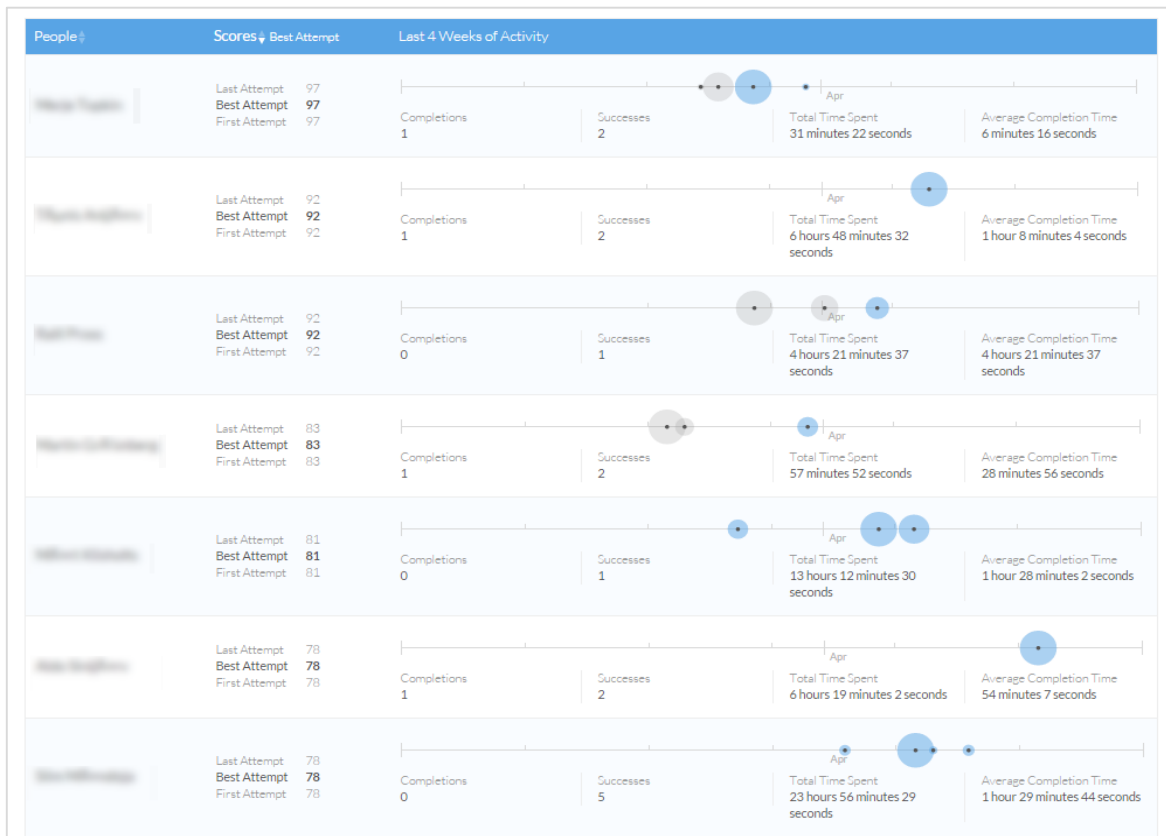 People Scores Best Attempt Last 4 Weeks of Activity
Last Attempt 97
Best Attempt 97
First Attempt 97
Apr
Completions Successes Total Time Spent Average Completion Time
1 2 31 minutes 22 seconds 6 minutes 16 seconds
Last Attempt 92
Best Attempt 92
First Attempt 92
Apr
Completions Successes Total Time Spent Average Completion Time
1 2 6 hours 48 minutes 32 1 hour 8 minutes 4 seconds
seconds
Last Attempt 92
Best Attempt 92
First Attempt 92
Apr
Completions Successes Total Time Spent Average Completion Time
0 1 4 hours 21 minutes 37 4 hours 21 minutes 37
seconds seconds
Last Attempt 83
Best Attempt 83
First Attempt 83
Apr
Completions Successes Total Time Spent Average Completion Time
1 2 57 minutes 52 seconds 28 minutes 56 seconds
Last Attempt 81
Best Attempt 81
First Attempt 81
Apr
Completions Successes Total Time Spent Average Completion Time
0 1 13 hours 12 minutes 30 1 hour 28 minutes 2 seconds
seconds
Last Attempt 78
Best Attempt 78
First Attempt 78
Apr
Completions Successes Total Time Spent Average Completion Time
1 2 6 hours 19 minutes 2 seconds 54 minutes 7 seconds
Last Attempt 78
Best Attempt 78
First Attempt 78
Apr
Completions Successes Total Time Spent Average Completion Time
0 5 23 hours 56 minutes 29 1 hour 29 minutes 44 seconds
seconds